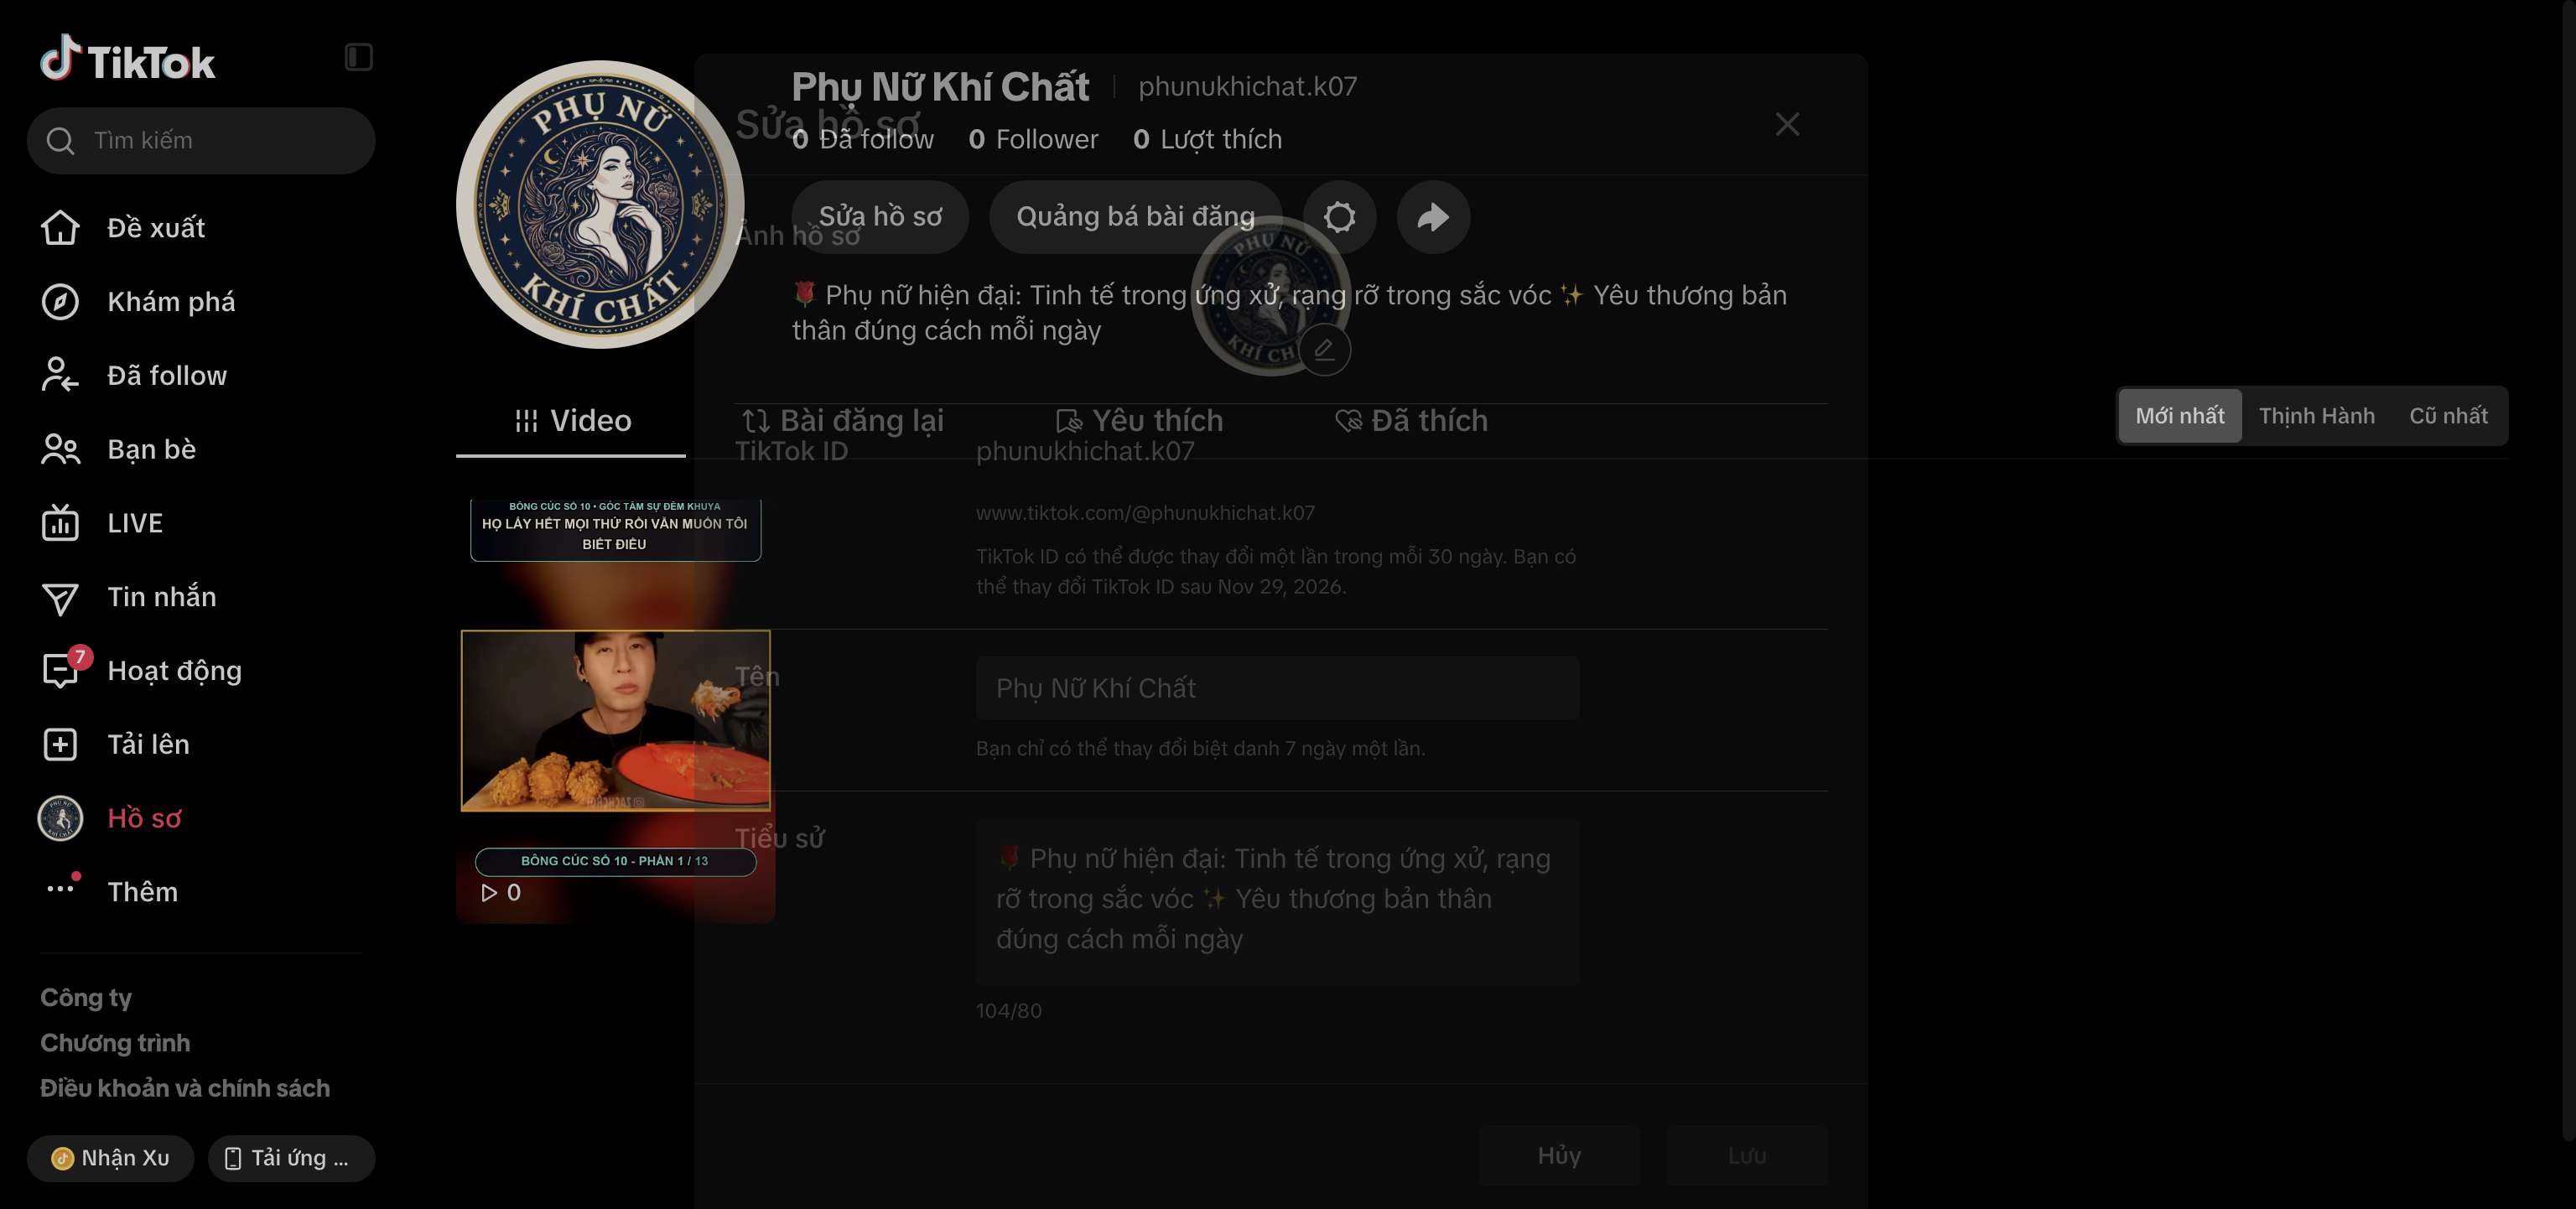 TikTok
Tìm kiếm
Đề xuất
Khám phá
Đã follow
Bạn bè
LIVE
Tin nhắn
7
Hoạt động
Tải lên
Hồ sơ
Thêm
Công ty
Chương trình
Điều khoản và chính sách
Nhận Xu
Tải ứng ...
PHỤ NỮ
KHÍ CHẤT
Phụ Nữ Khí Chất
phunukhichat.k07
0 Đã follow 0 Follower 0 Lượt thích
Sửa hồ sơ
Quảng bá bài đăng
🌹 Phụ nữ hiện đại: Tinh tế trong ứng xử, rạng rỡ trong sắc vóc ✨ Yêu thương bản
thân đúng cách mỗi ngày
Video
Bài đăng lại
Yêu thích
Đã thích
Mới nhất
Thịnh Hành
Cũ nhất
BÔNG CÚC SỐ 10 • GÓC TÂM SỰ ĐÊM KHUYA
HỌ LẤY HẾT MỌI THỨ RỒI VẪN MUỐN TÔI
BIẾT ĐIỀU
BÔNG CÚC SỐ 10 - PHẦN 1 / 13
0
Sửa hồ sơ
Ảnh hồ sơ
PHỤ NỮ
TikTok ID
phunukhichat.k07
www.tiktok.com/@phunukhichat.k07
TikTok ID có thể được thay đổi một lần trong mỗi 30 ngày. Bạn có
thể thay đổi TikTok ID sau Nov 29, 2026.
Tên
Phụ Nữ Khí Chất
Bạn chỉ có thể thay đổi biệt danh 7 ngày một lần.
Tiểu sử
🌹 Phụ nữ hiện đại: Tinh tế trong ứng xử, rạng
rỡ trong sắc vóc ✨ Yêu thương bản thân
đúng cách mỗi ngày
104/80
Hủy
Lưu